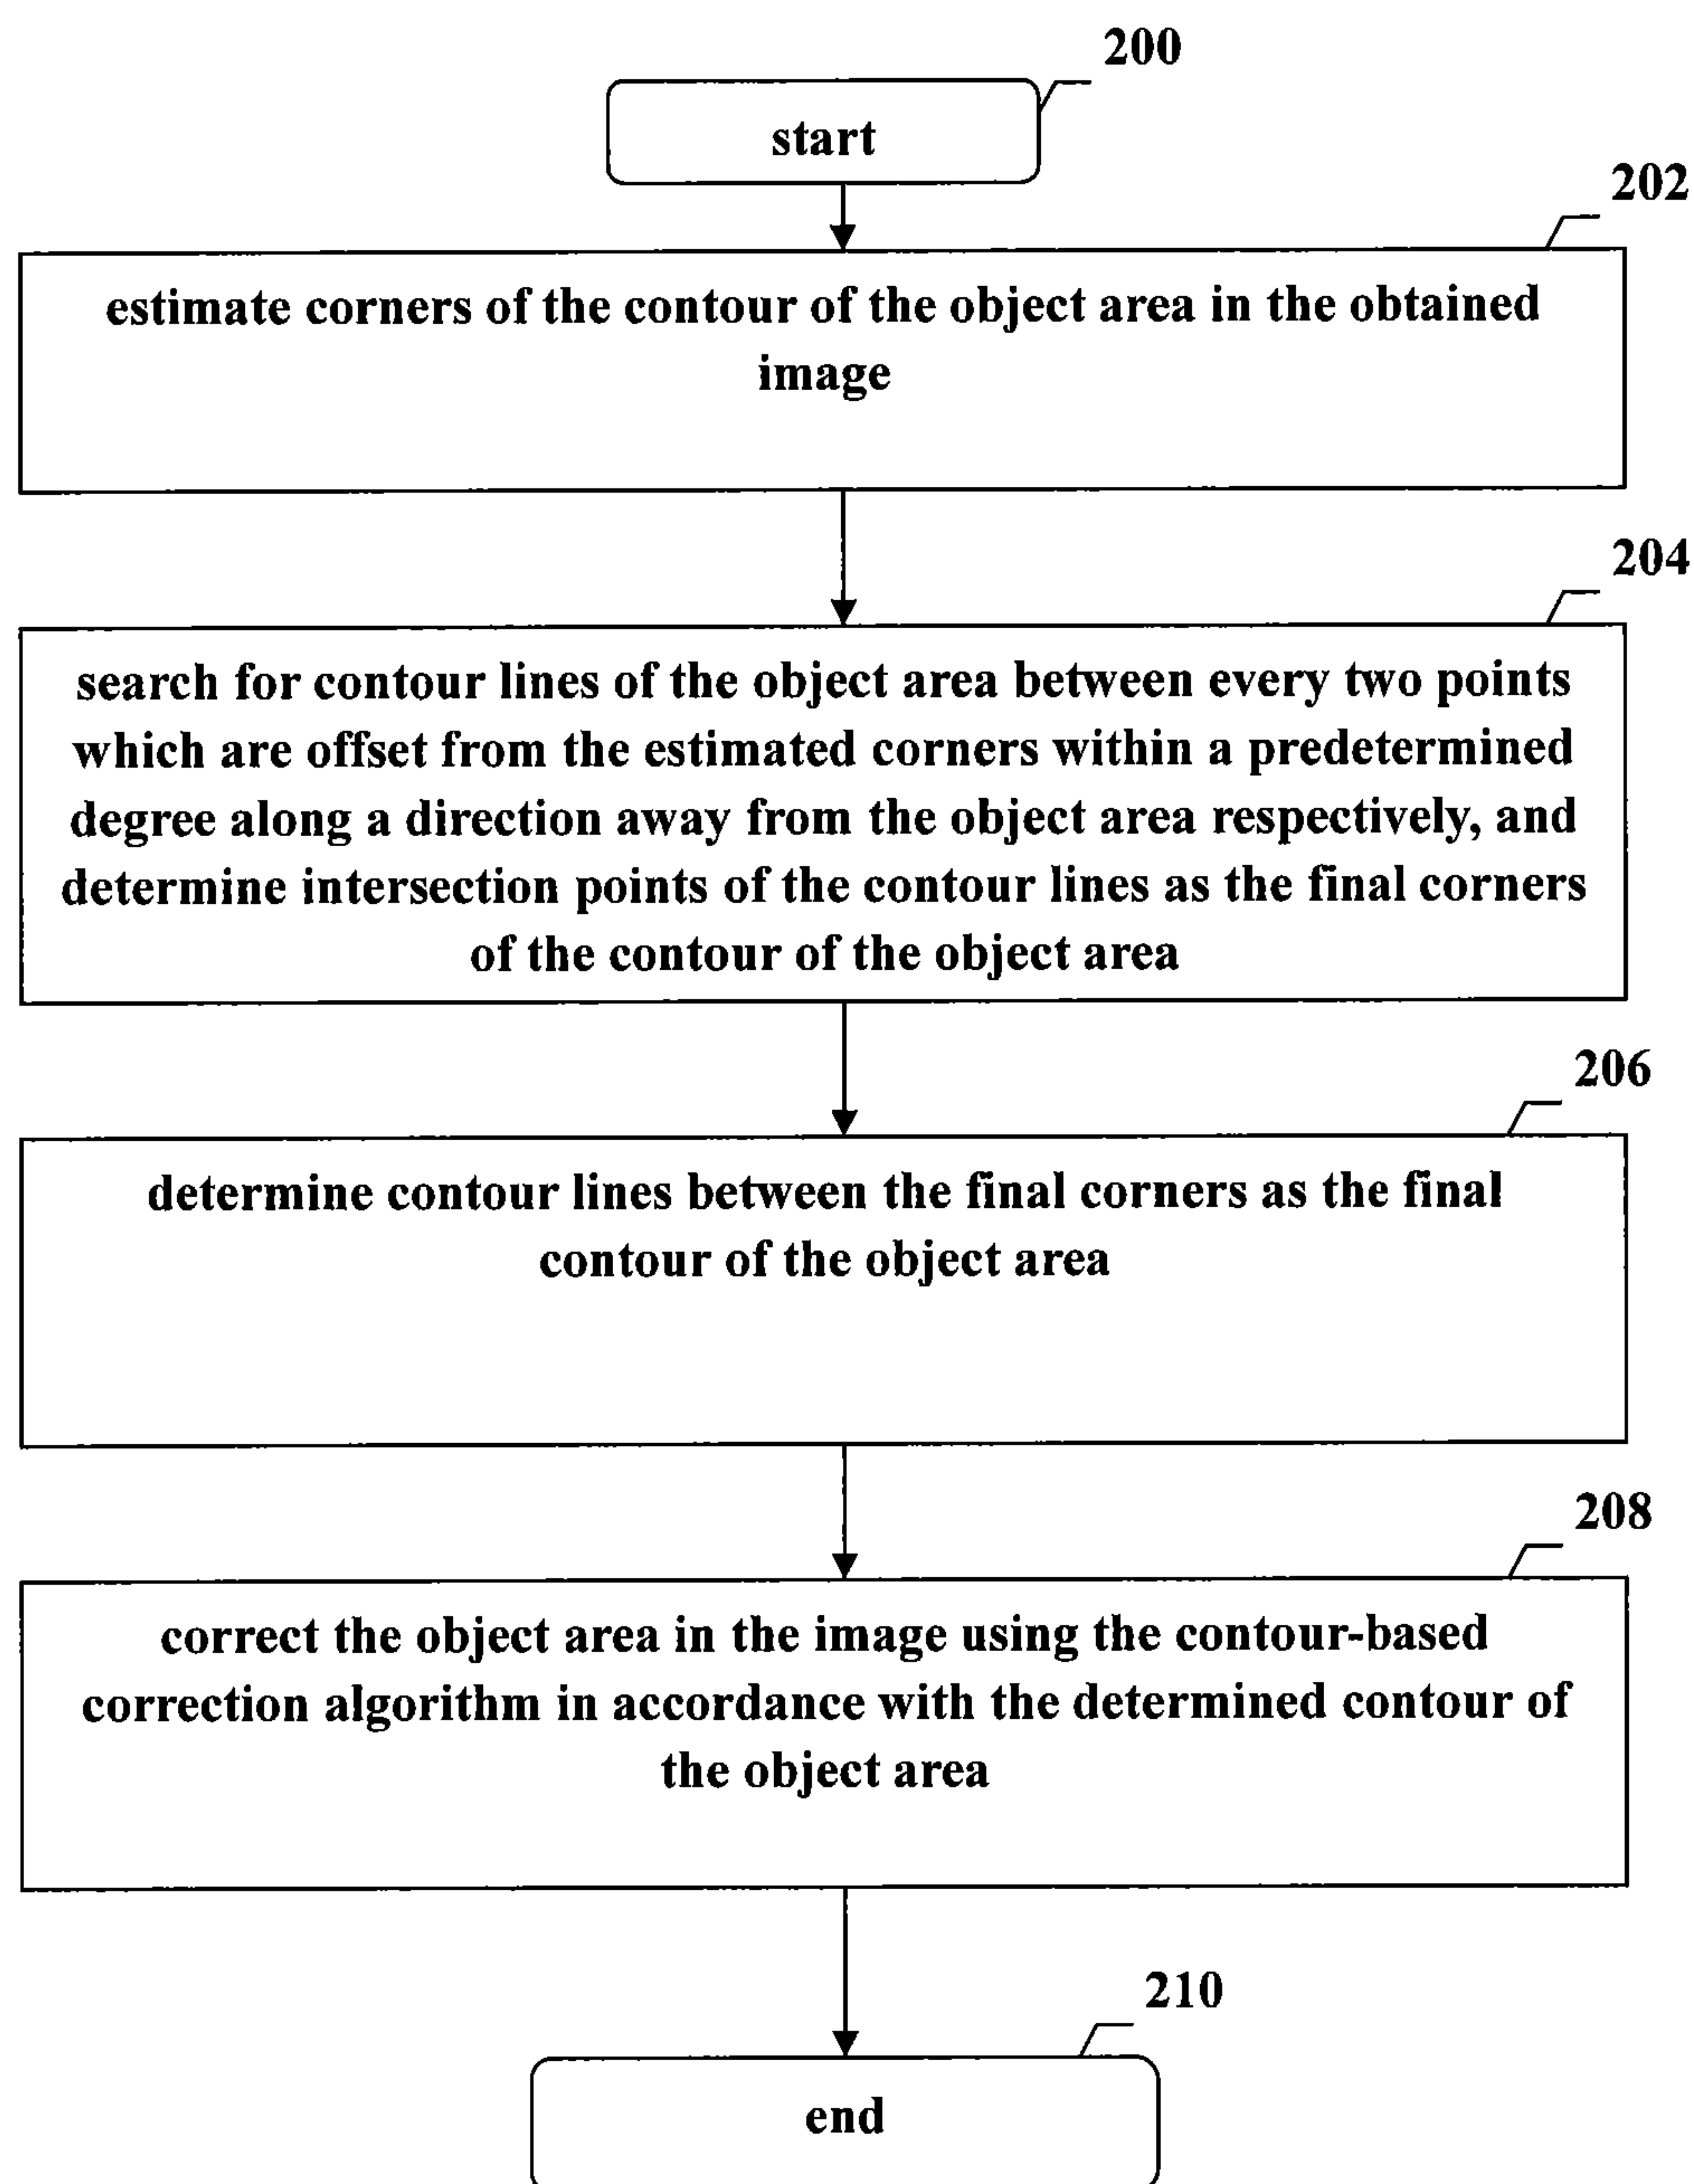 200
start
202
estimate corners of the contour of the object area in the obtained
image
204
search for contour lines of the object area between every two points
which are offset from the estimated corners within a predetermined
degree along a direction away from the object area respectively, and
determine intersection points of the contour lines as the final corners
of the contour of the object area
206
determine contour lines between the final corners as the final
contour of the object area
208
correct the object area in the image using the contour-based
correction algorithm in accordance with the determined contour of
the object area
210
end